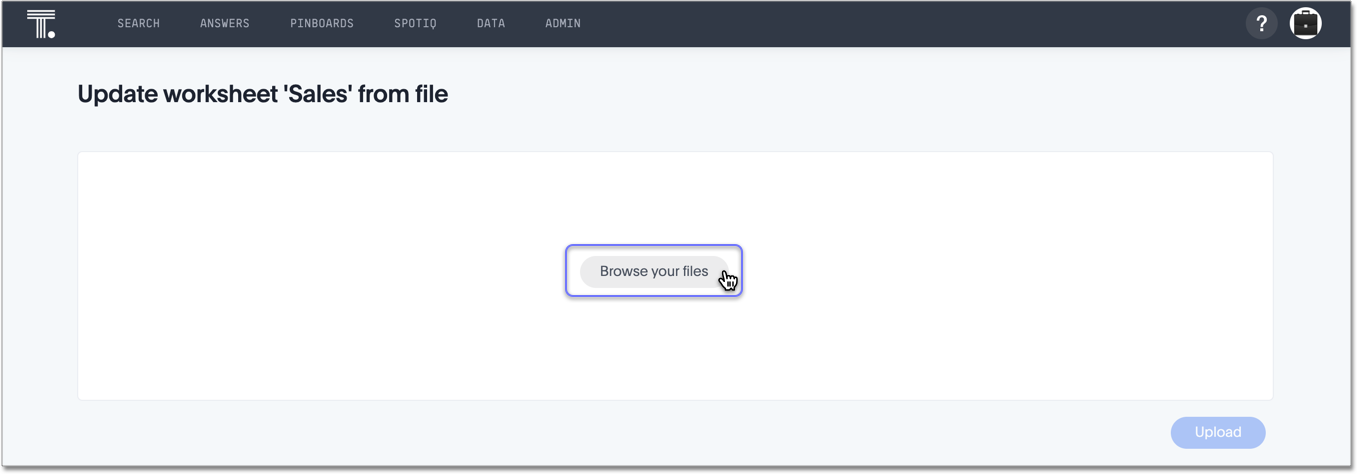 T.
SEARCH ANSWERS PINBOARDS SPOTIQ DATA ADMIN ?
Update worksheet 'Sales' from file
Browse your files
Upload